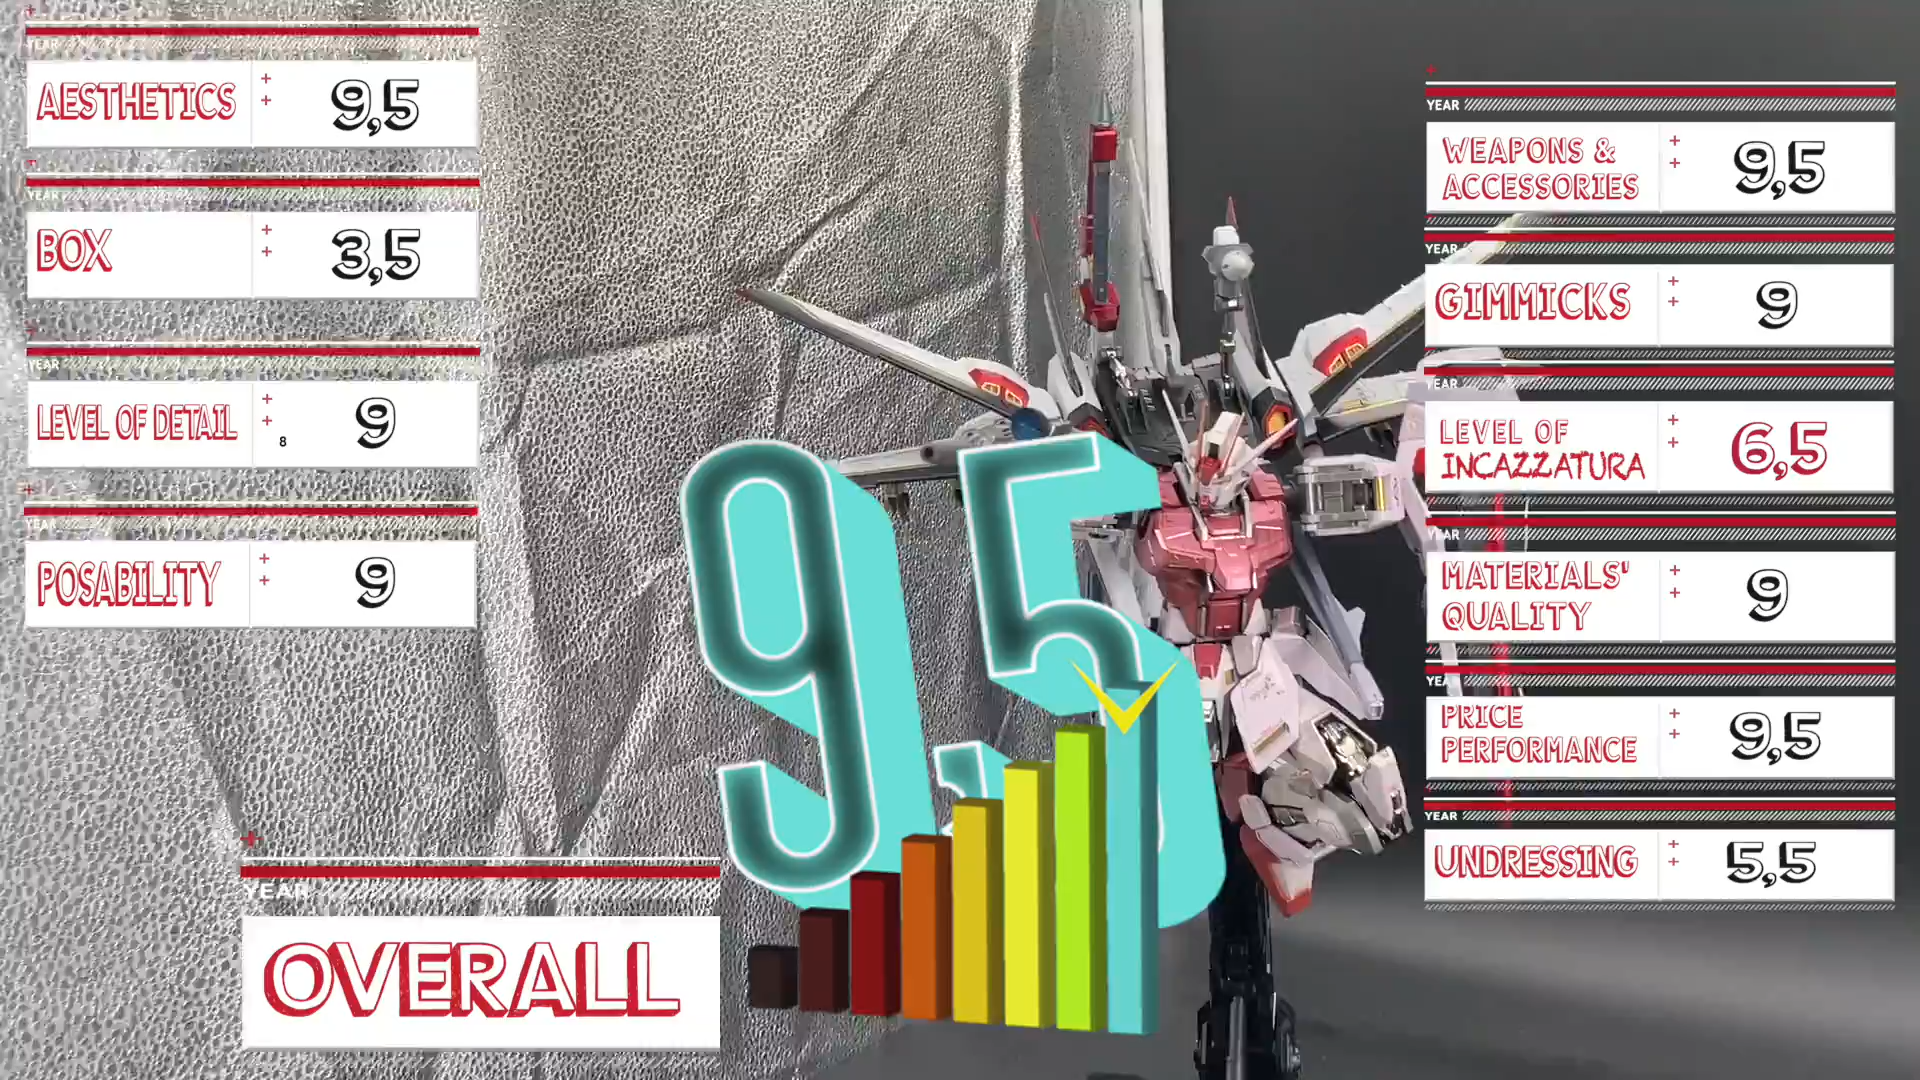 YEAR
AESTHETICS 9,5
YEAR
BOX 3,5
YEAR
LEVEL OF DETAIL 8 9
YEAR
POSABILITY 9
YEAR
OVERALL
9,5
YEAR
WEAPONS &
ACCESSORIES 9,5
YEAR
GIMMICKS 9
YEAR
LEVEL OF
INCAZZATURA 6,5
YEAR
MATERIALS'
QUALITY 9
YEAR
PRICE
PERFORMANCE 9,5
YEAR
UNDRESSING 5,5